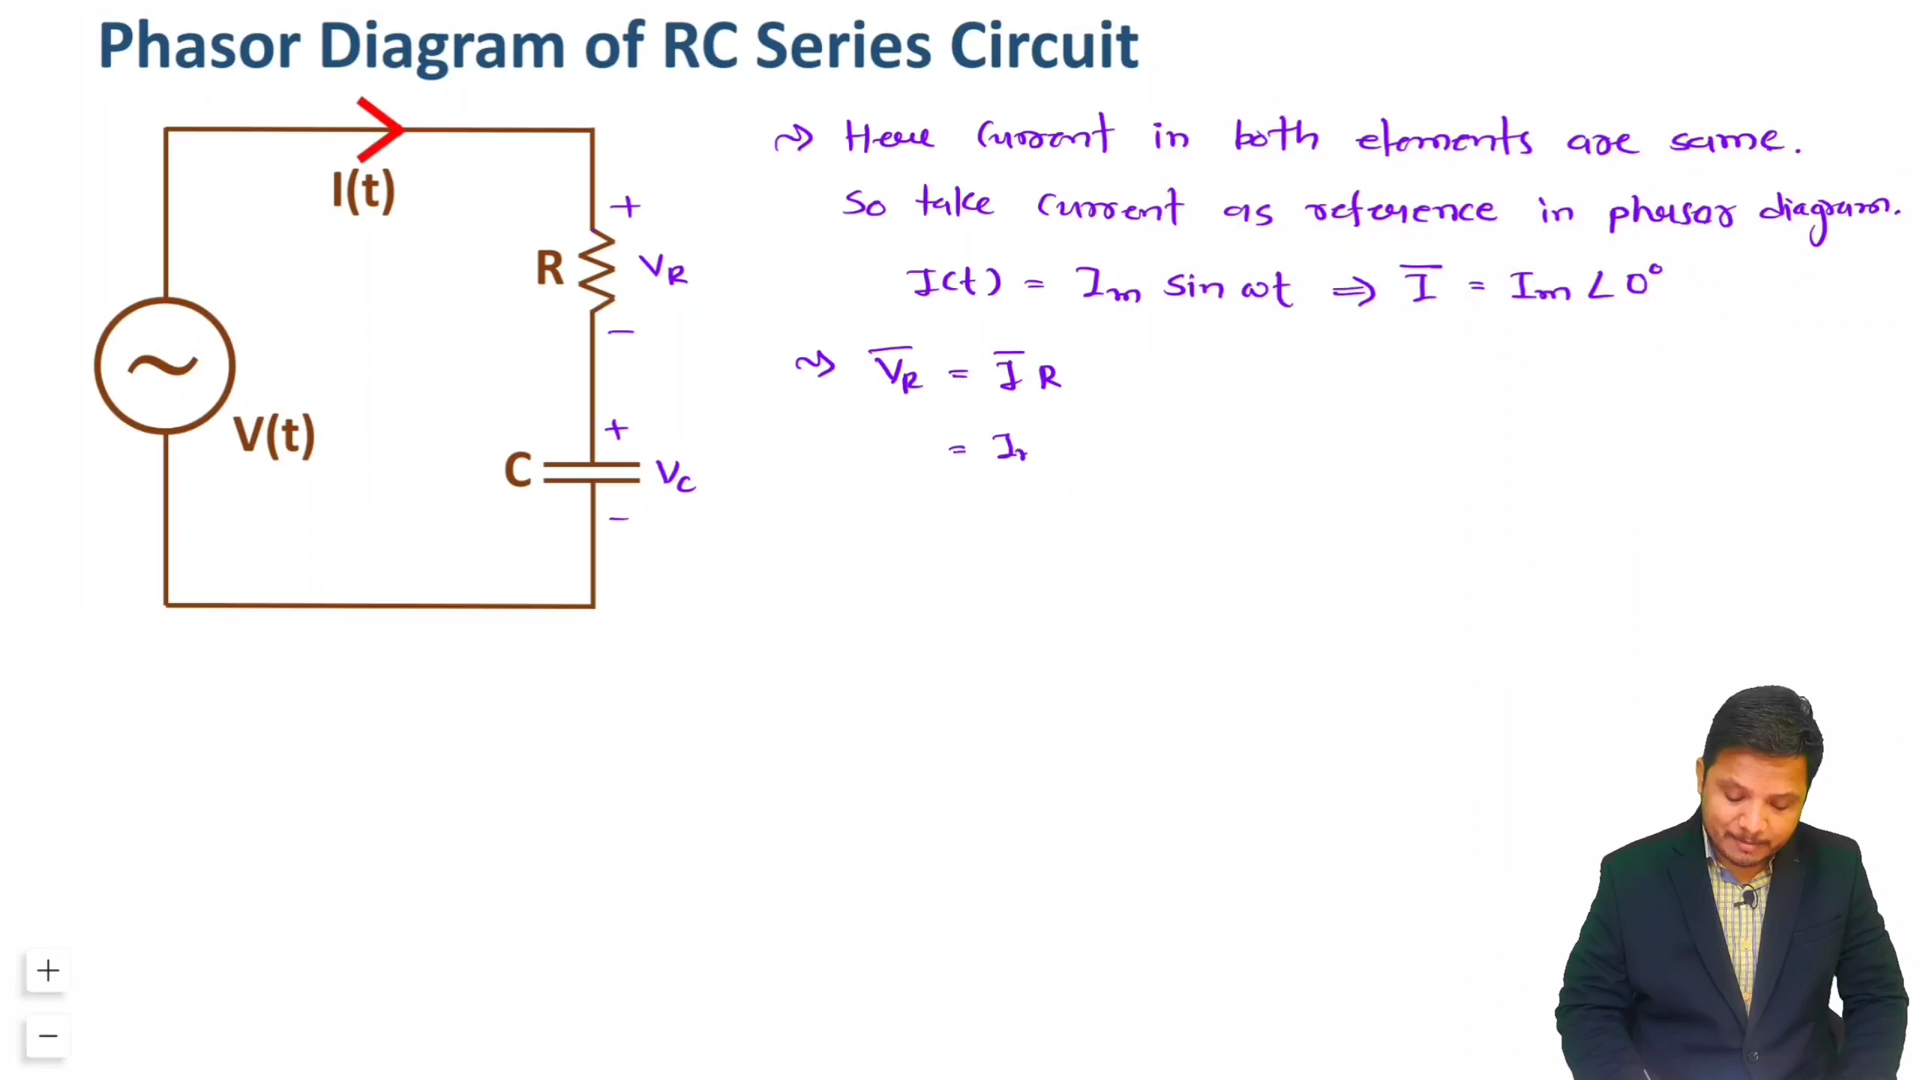 Phasor Diagram of RC Series Circuit
I(t)
R
+
V_R
−
V(t)
C
+
V_C
−
~> Here Current in both elements are same.
So take Current as reference in phasor diagram.
I(t) = I_m sin ωt ⇒ I̅ = I_m ∠ 0°
~> V̅_R = I̅ R
= I
+
−